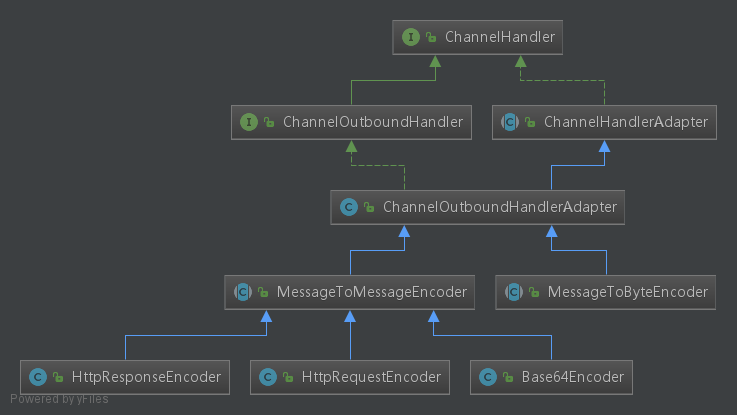 I ChannelHandler
I ChannelOutboundHandler
C ChannelHandlerAdapter
C ChannelOutboundHandlerAdapter
C MessageToMessageEncoder
C MessageToByteEncoder
C HttpResponseEncoder
C HttpRequestEncoder
C Base64Encoder
Powered by yFiles